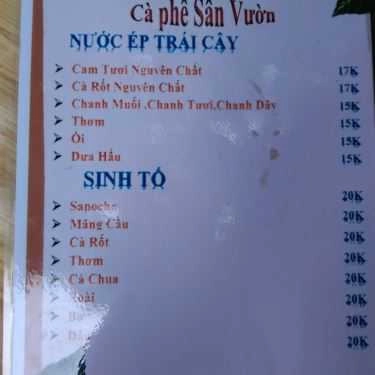 Cà phê Sân Vườn
NƯỚC ÉP TRÁI CÂY
Cam Tươi Nguyên Chất 17K
Cà Rốt Nguyên Chất 17K
Chanh Muối ,Chanh Tươi,Chanh Dây 15K
Thơm 15K
Ổi 15K
Dưa Hấu 15K
SINH TỐ
Sapoche 20K
Mãng Cầu 20K
Cà Rốt 20K
Thơm 20K
Cà Chua 20K
20K
20K
20K